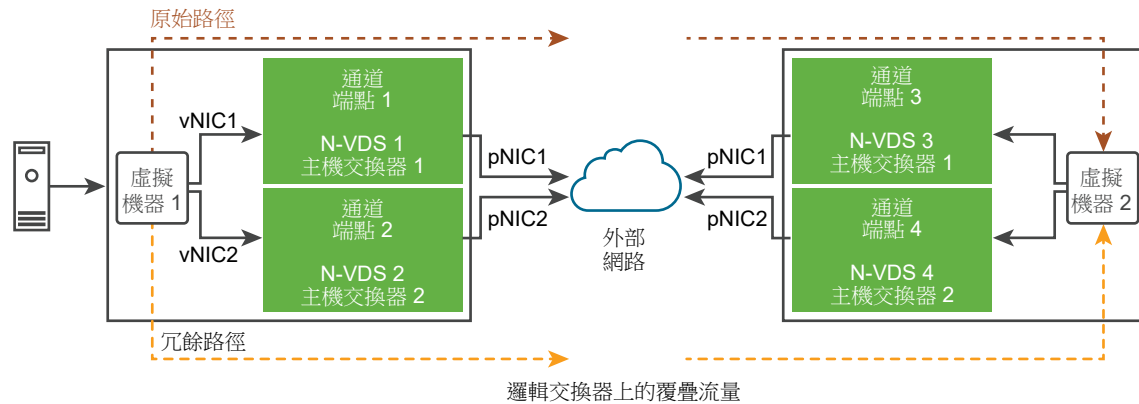 原始路徑
通道
端點 1
N-VDS 1
主機交換器 1
通道
端點 3
N-VDS 3
主機交換器 1
vNIC1
pNIC1
pNIC1
虛擬
機器 1
虛擬
機器 2
通道
端點 2
N-VDS 2
主機交換器 2
通道
端點 4
N-VDS 4
主機交換器 2
vNIC2
pNIC2
pNIC2
外部
網路
冗餘路徑
邏輯交換器上的覆疊流量